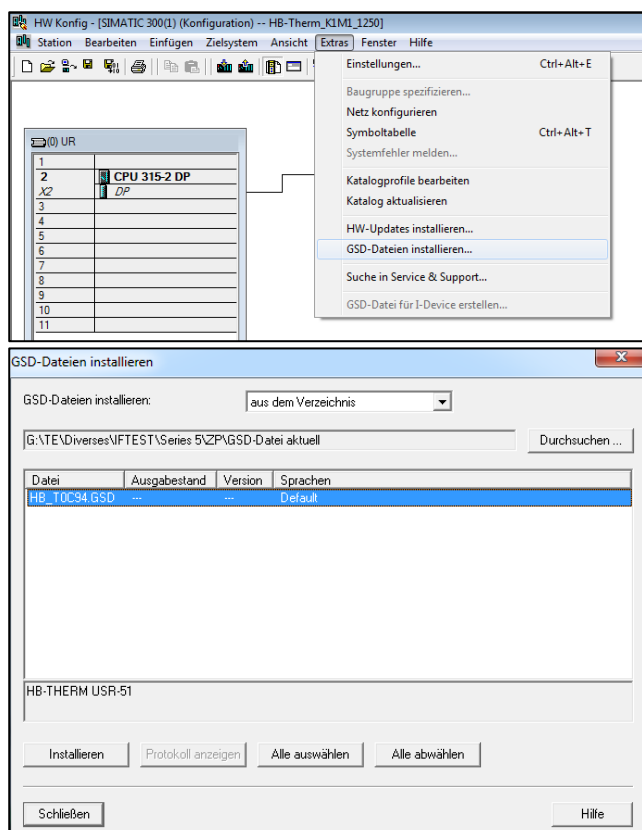 HW Konfig - [SIMATIC 300(1) (Konfiguration) -- HB-Therm_K1M1_1250]
Station Bearbeiten Einfügen Zielsystem Ansicht Extras Fenster Hilfe
Einstellungen... Ctrl+Alt+E
Baugruppe spezifizieren...
Netz konfigurieren
Symboltabelle Ctrl+Alt+T
Systemfehler melden...
Katalogprofile bearbeiten
Katalog aktualisieren
HW-Updates installieren...
GSD-Dateien installieren...
Suche in Service & Support...
GSD-Datei für I-Device erstellen...
(0) UR
1
2 CPU 315-2 DP
X2 DP
3
4
5
6
7
8
9
10
11
GSD-Dateien installieren
GSD-Dateien installieren: aus dem Verzeichnis
G:\TE\Diverses\IFTEST\Series 5\ZP\GSD-Datei aktuell Durchsuchen ...
Datei Ausgabestand Version Sprachen
HB_T0C94.GSD --- --- Default
HB-THERM USR-51
Installieren Protokoll anzeigen Alle auswählen Alle abwählen
Schließen Hilfe